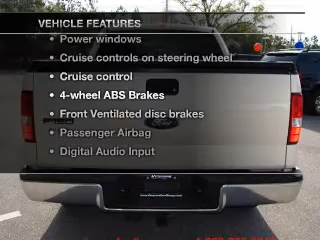 VEHICLE FEATURES
• Power windows
• Cruise controls on steering wheel
• Cruise control
• 4-wheel ABS Brakes
• Front Ventilated disc brakes
• Passenger Airbag
• Digital Audio Input
Ford